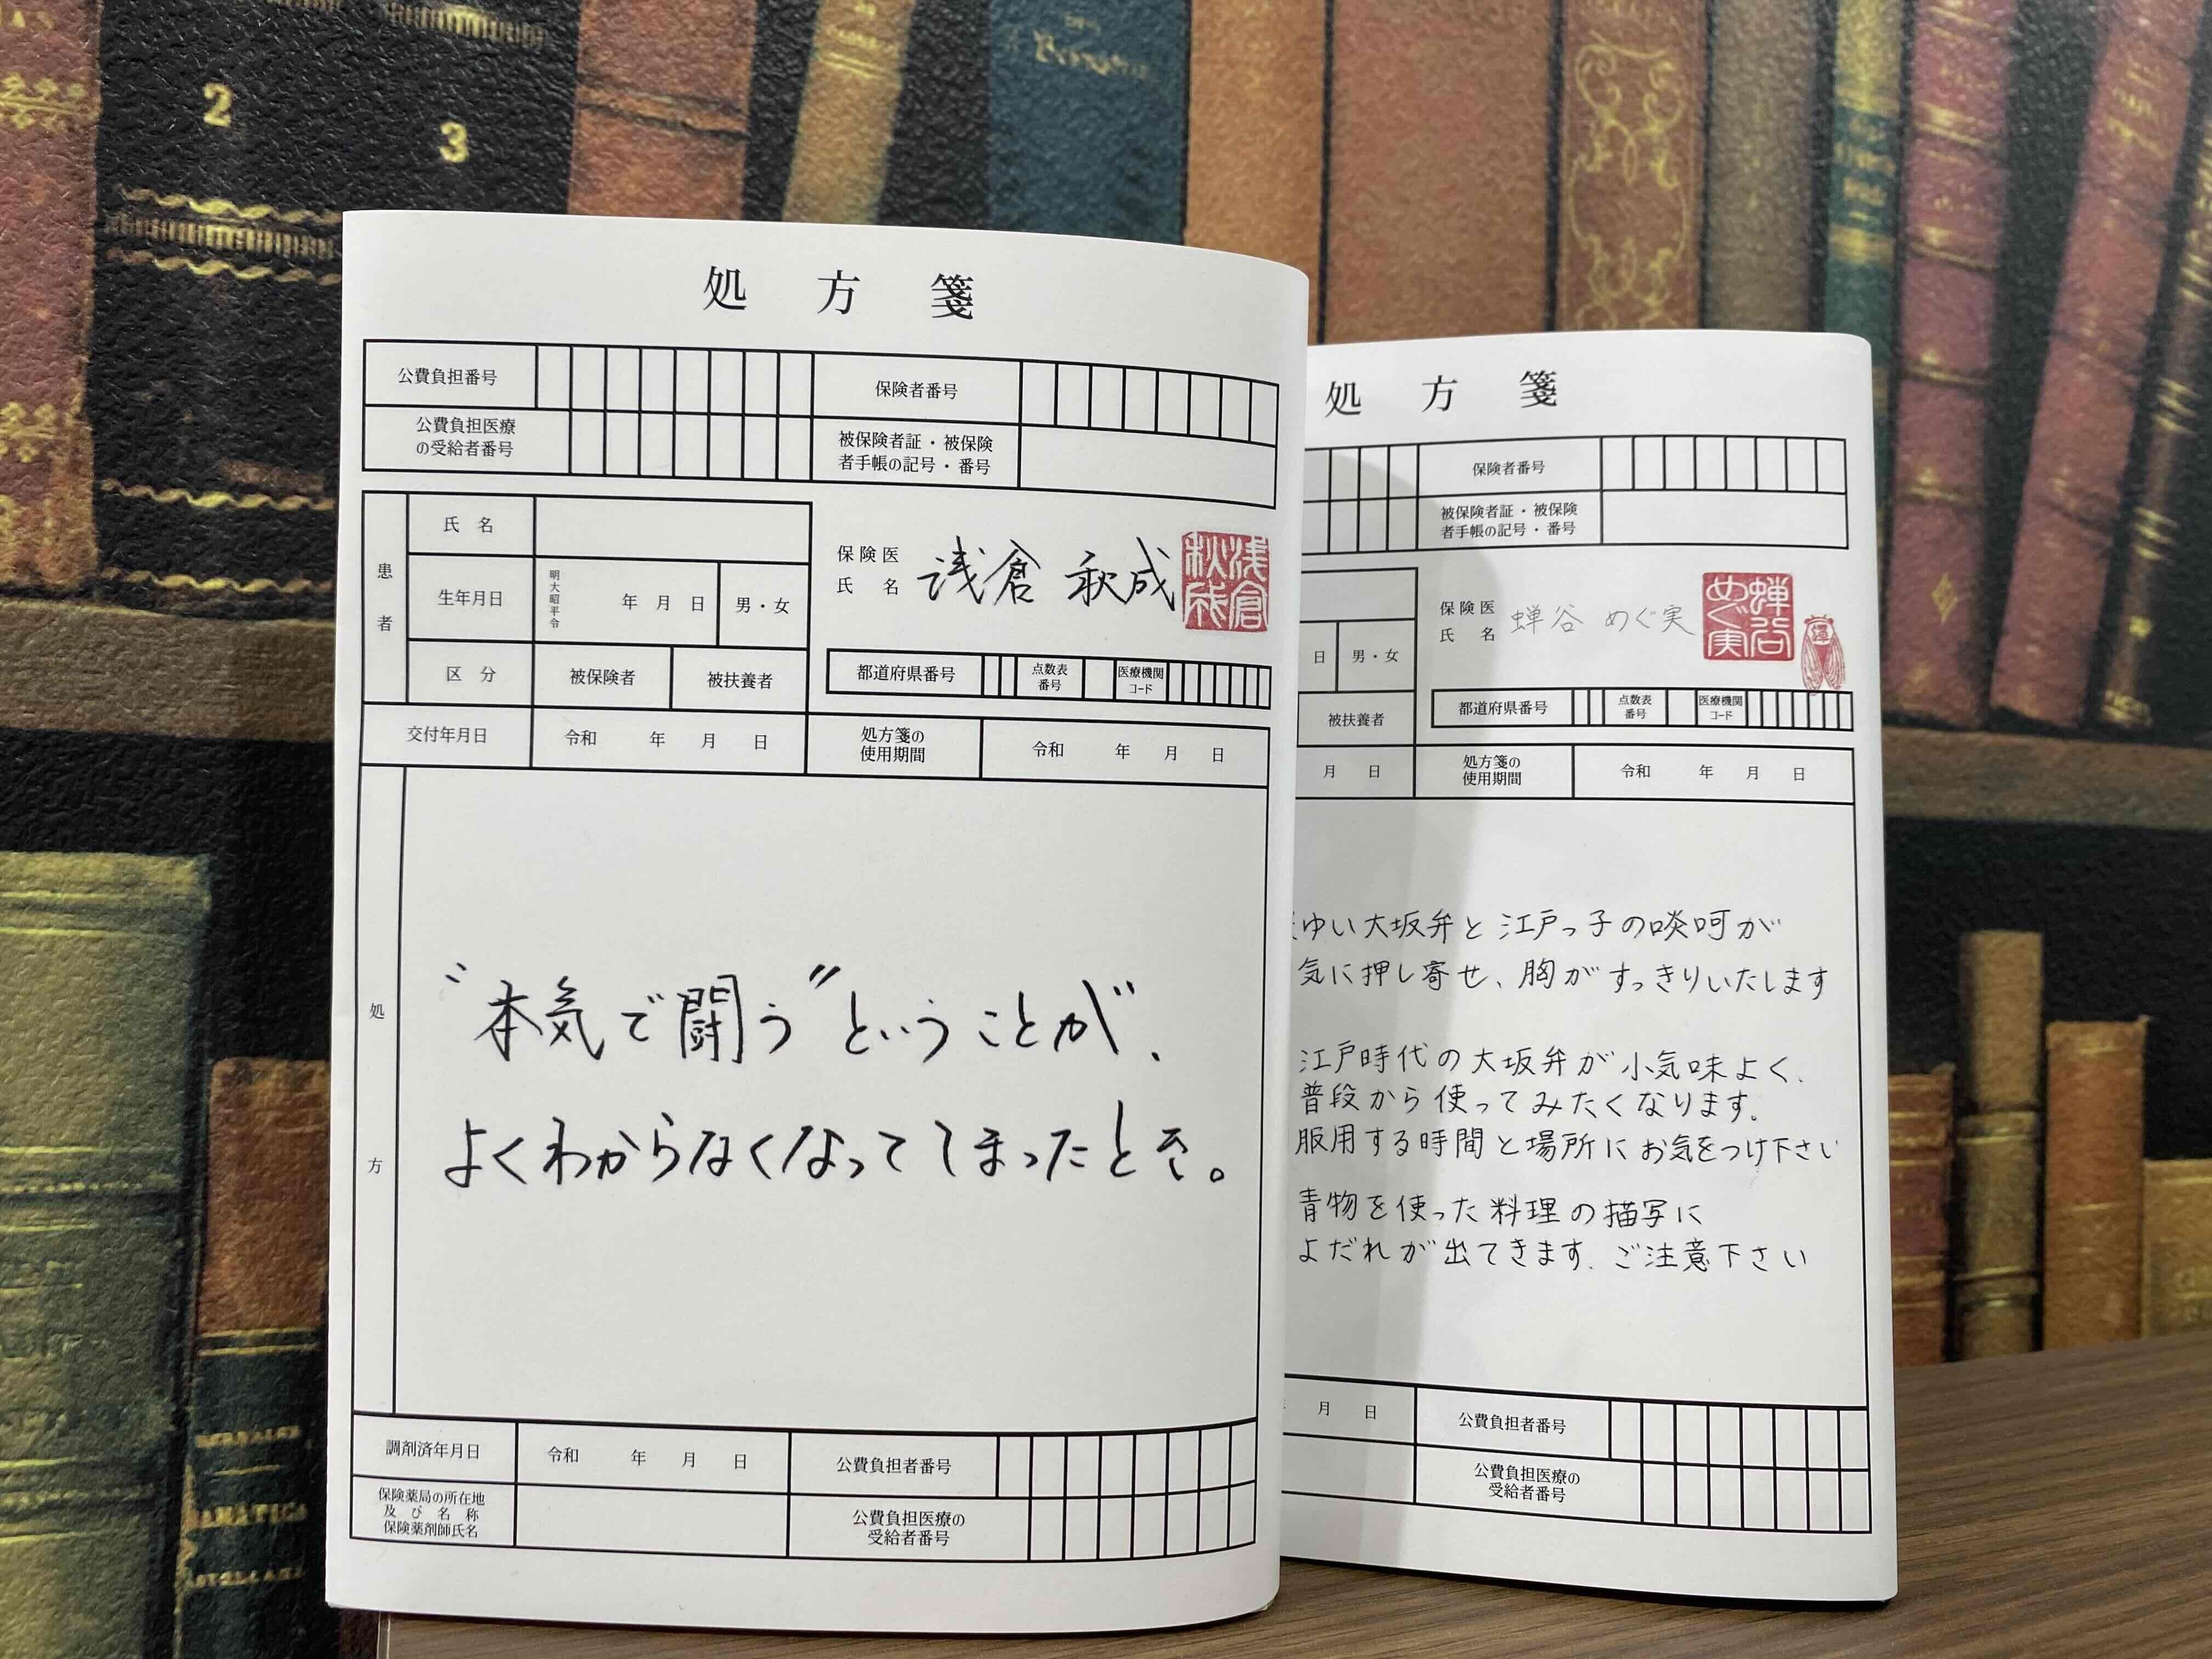 2
3
処方箋
公費負担番号
保険者番号
公費負担医療
の受給者番号
被保険者証・被保険
者手帳の記号・番号
患者
氏名
生年月日
明大昭平令
年 月 日
男・女
区分
被保険者
被扶養者
保険医
氏名
浅倉 秋成
浅倉
秋成
都道府県番号
点数表
番号
医療機関
コード
交付年月日
令和 年 月 日
処方箋の
使用期間
令和 年 月 日
処方
"本気で闘う"ということが、
よくわからなくなってしまったとき。
調剤済年月日
令和 年 月 日
公費負担者番号
保険薬局の所在地
及び名称
保険薬剤師氏名
公費負担医療の
受給者番号
処方箋
保険者番号
被保険者証・被保険
者手帳の記号・番号
日
男・女
被扶養者
保険医
氏名
蝉谷 めぐ実
蝉谷
めぐ実
都道府県番号
点数表
番号
医療機関
コード
月 日
処方箋の
使用期間
令和 年 月 日
ゆい大坂弁と江戸っ子の啖呵が
気に押し寄せ、胸がすっきりいたします
江戸時代の大坂弁が小気味よく、
普段から使ってみたくなります。
服用する時間と場所にお気をつけ下さい
青物を使った料理の描写に
よだれが出てきます。ご注意下さい
月 日
公費負担者番号
公費負担医療の
受給者番号